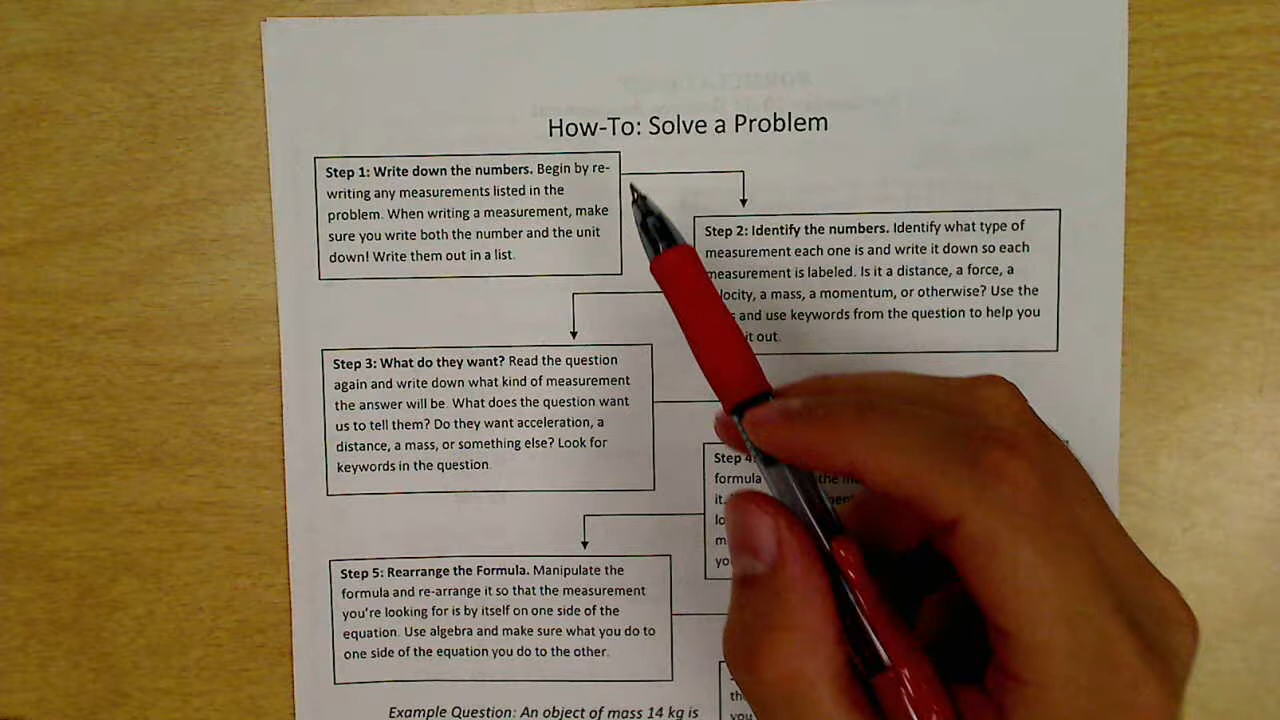 How-To: Solve a Problem
Step 1: Write down the numbers. Begin by re-
writing any measurements listed in the
problem. When writing a measurement, make
sure you write both the number and the unit
down! Write them out in a list.
Step 2: Identify the numbers. Identify what type of
measurement each one is and write it down so each
measurement is labeled. Is it a distance, a force, a
a mass, a momentum, or otherwise? Use the
and use keywords from the question to help you
it out.
Step 3: What do they want? Read the question
again and write down what kind of measurement
the answer will be. What does the question want
us to tell them? Do they want acceleration, a
distance, a mass, or something else? Look for
keywords in the question.
Step 4:
formula the
it.
Step 5: Rearrange the Formula. Manipulate the
formula and re-arrange it so that the measurement
you're looking for is by itself on one side of the
equation. Use algebra and make sure what you do to
one side of the equation you do to the other.
Example Question: An object of mass 14 kg is